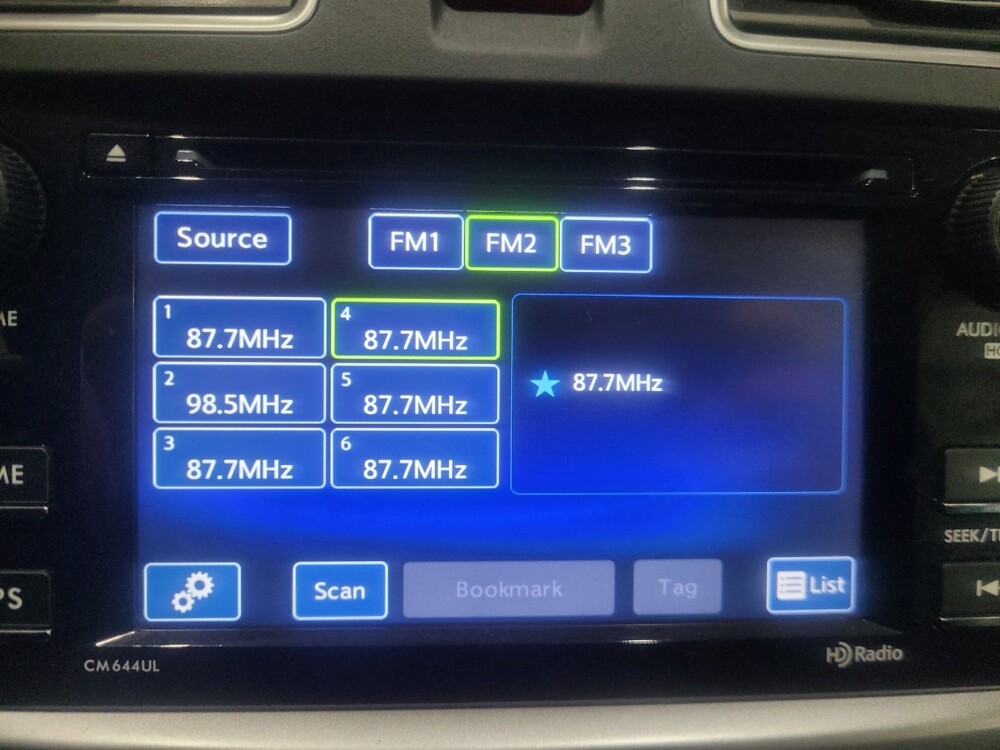 Source
FM1 FM2 FM3
1 87.7MHz
4 87.7MHz
2 98.5MHz
5 87.7MHz
3 87.7MHz
6 87.7MHz
87.7MHz
Scan
Bookmark
Tag
List
CM644UL
HD Radio
SEEK/